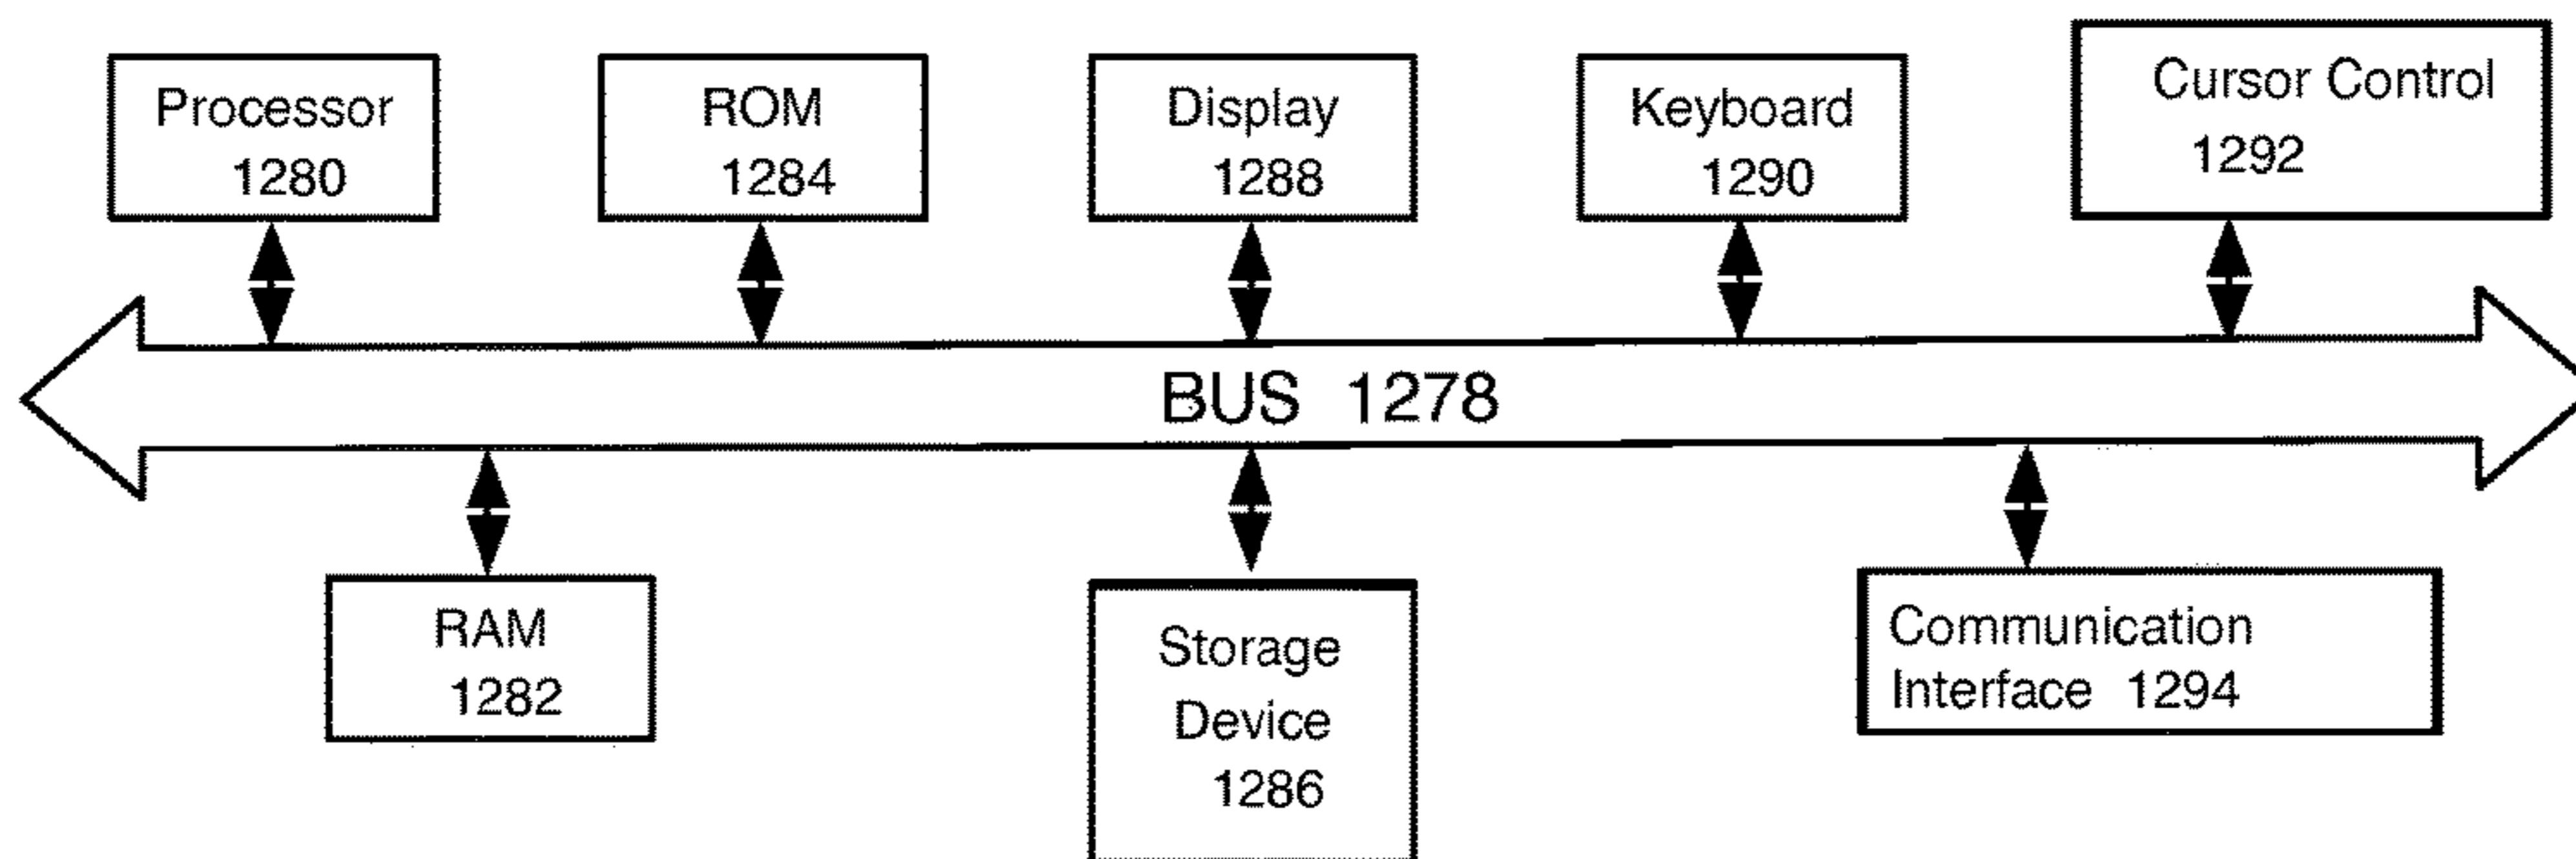 Processor
1280
ROM
1284
Display
1288
Keyboard
1290
Cursor Control
1292
BUS 1278
RAM
1282
Storage
Device
1286
Communication
Interface 1294